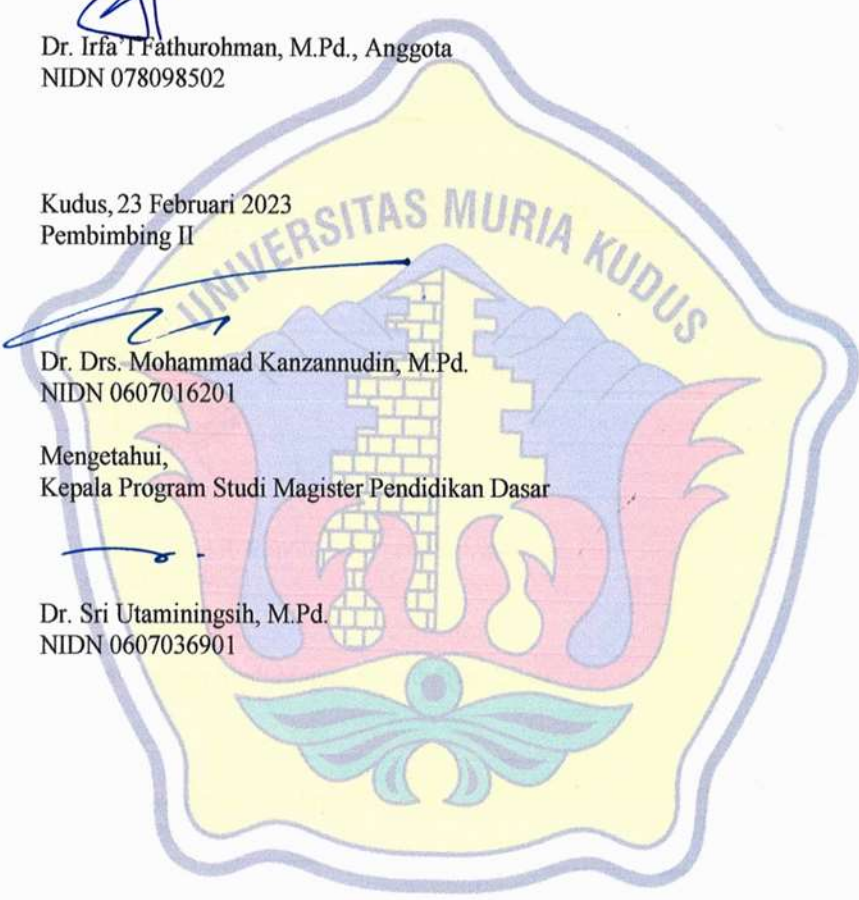 Dr. Irfa'I Fathurohman, M.Pd., Anggota
NIDN 078098502
Kudus, 23 Februari 2023
Pembimbing II
UNIVERSITAS MURIA KUDUS
Dr. Drs. Mohammad Kanzannudin, M.Pd.
NIDN 0607016201
Mengetahui,
Kepala Program Studi Magister Pendidikan Dasar
Dr. Sri Utaminingsih, M.Pd.
NIDN 0607036901